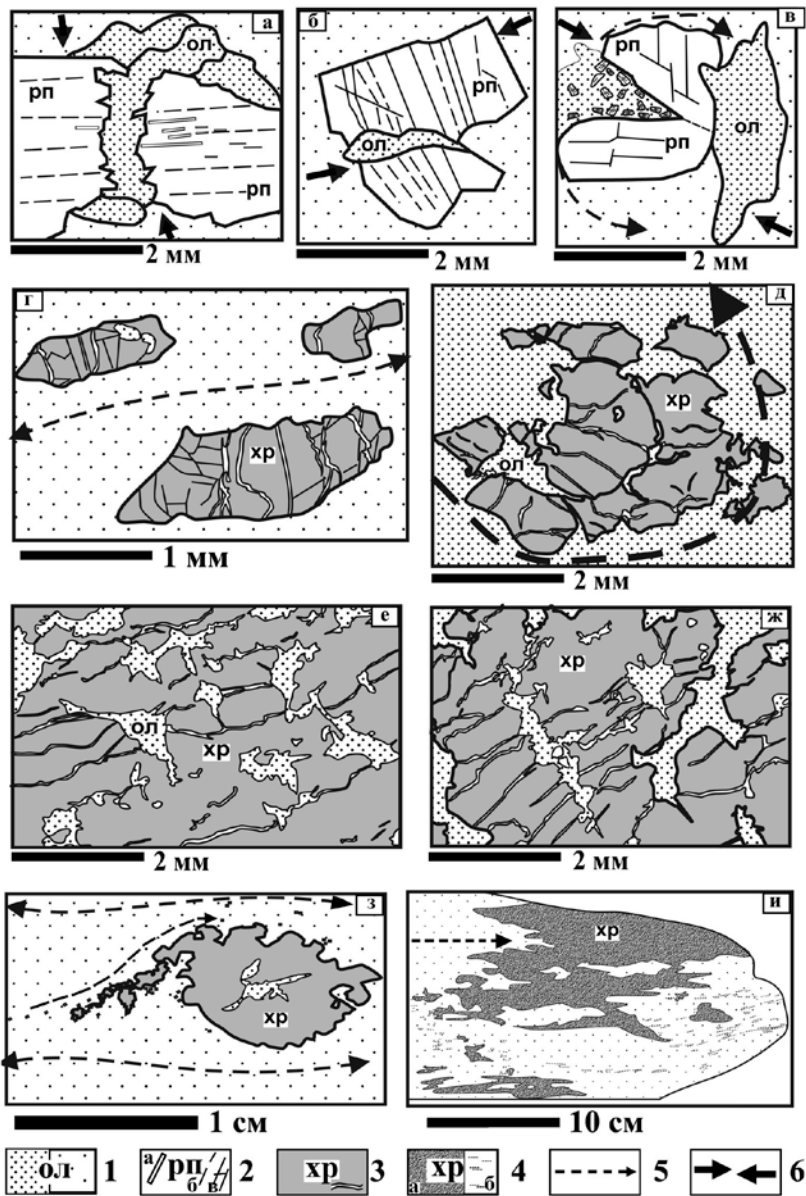 а
ол
рп
рп
2 мм
б
рп
ол
2 мм
в
рп
ол
рп
2 мм
г
хр
1 мм
д
хр
ол
2 мм
е
ол
хр
2 мм
ж
хр
2 мм
з
хр
1 см
и
хр
10 см
ол 1 а рп б в 2 хр 3 а хр б 4 5 6